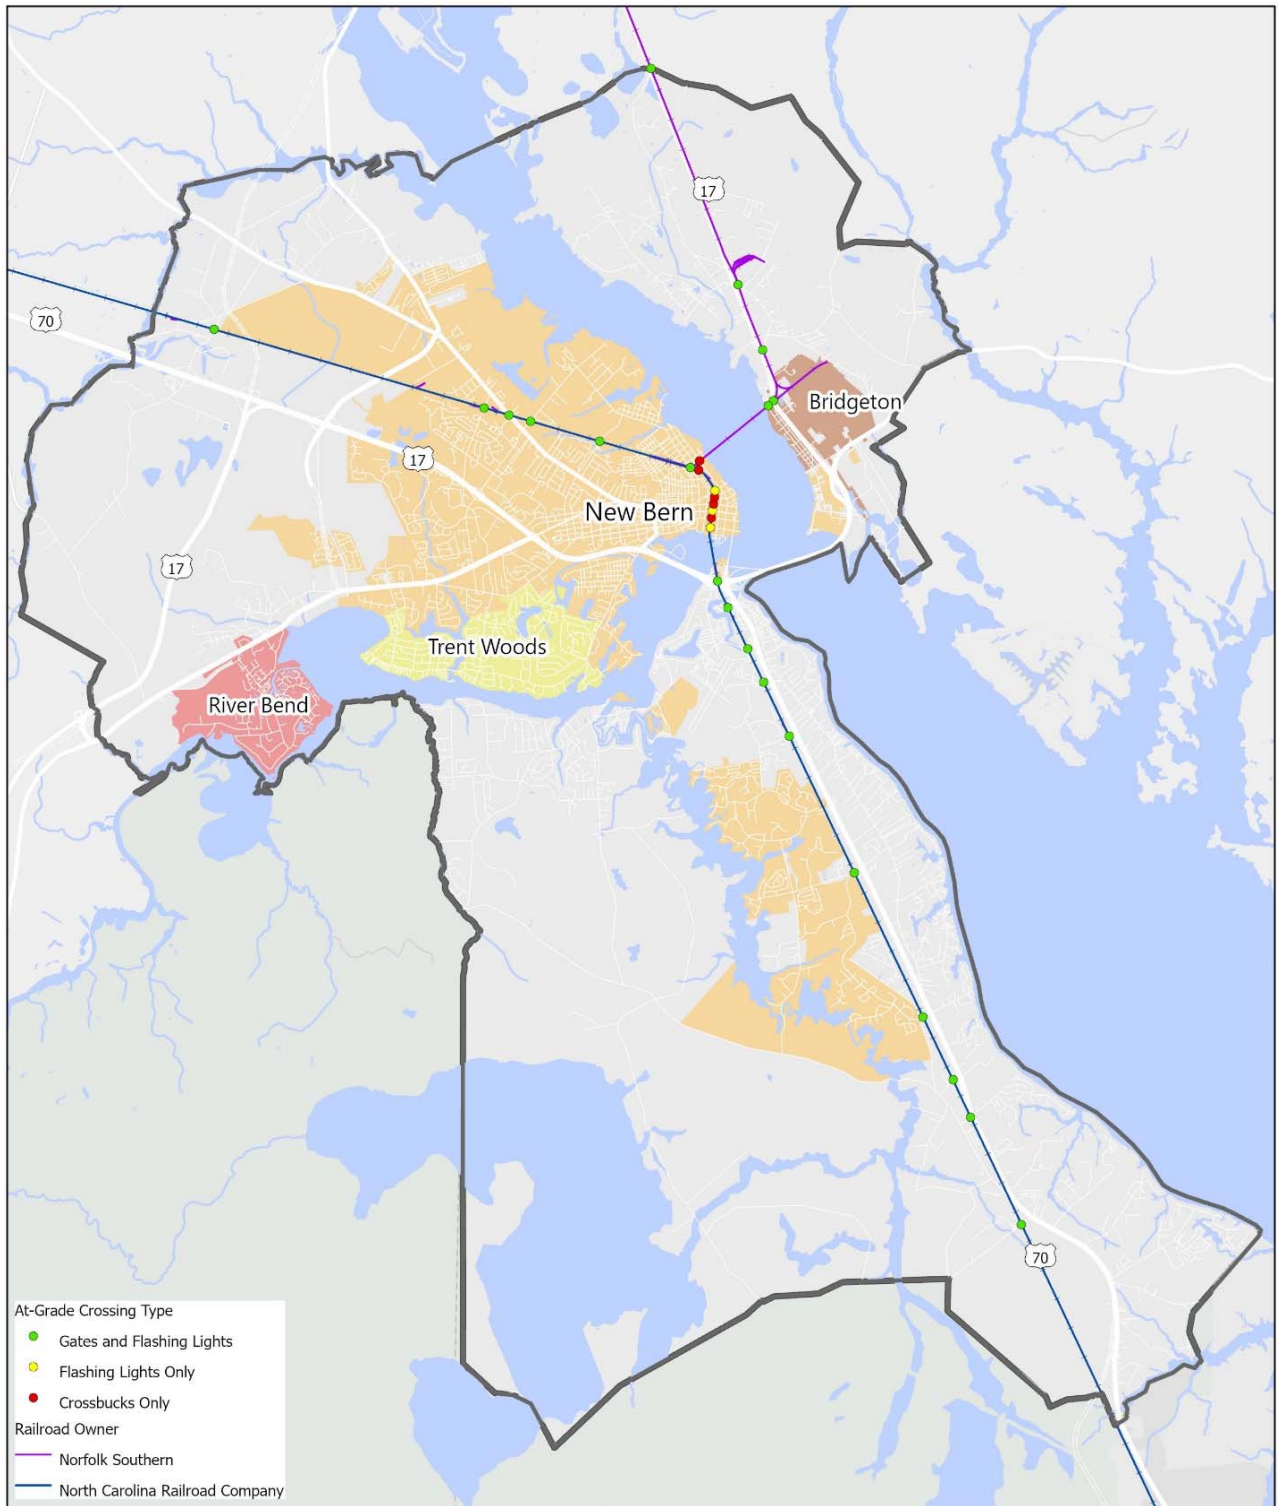 17
70
Bridgeton
17
New Bern
17
Trent Woods
River Bend
70
At-Grade Crossing Type
Gates and Flashing Lights
Flashing Lights Only
Crossbucks Only
Railroad Owner
Norfolk Southern
North Carolina Railroad Company